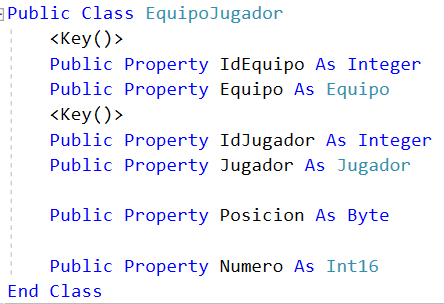 Public Class EquipoJugador
<Key()>
Public Property IdEquipo As Integer
Public Property Equipo As Equipo
<Key()>
Public Property IdJugador As Integer
Public Property Jugador As Jugador
Public Property Posicion As Byte
Public Property Numero As Int16
End Class